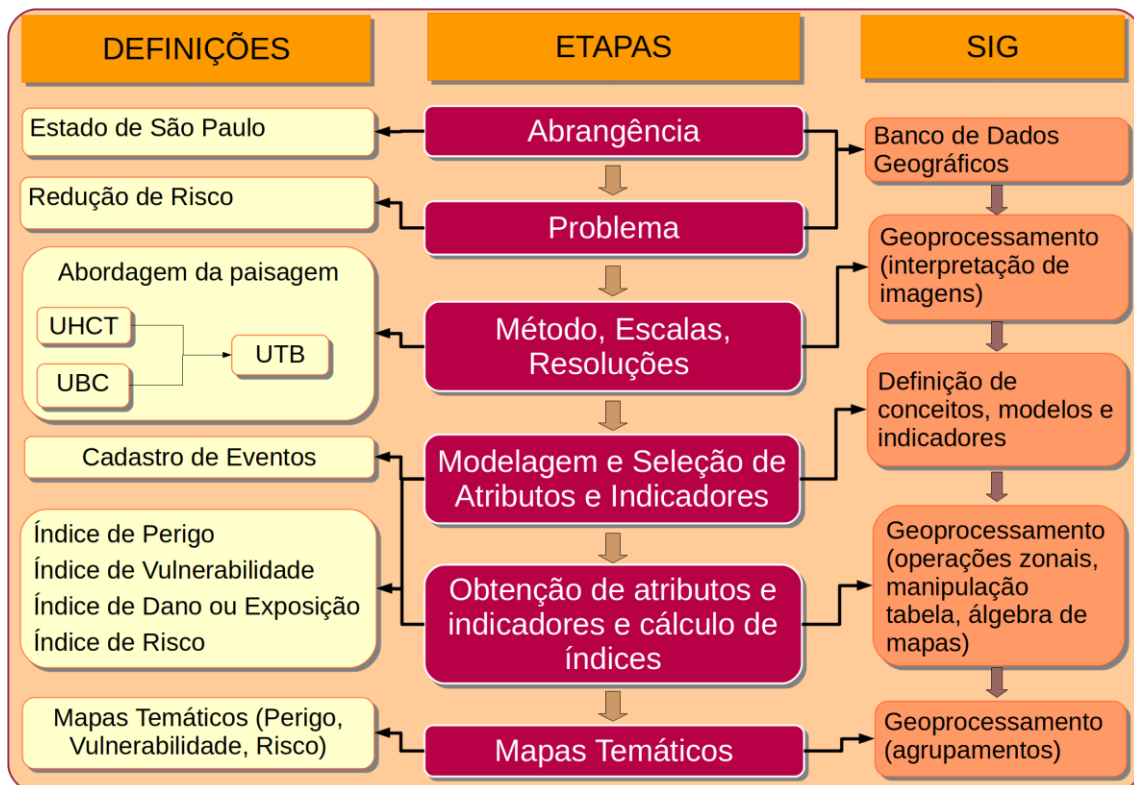 DEFINIÇÕES
ETAPAS
SIG
Estado de São Paulo
Redução de Risco
Abordagem da paisagem
UHCT
UBC
UTB
Cadastro de Eventos
Índice de Perigo
Índice de Vulnerabilidade
Índice de Dano ou Exposição
Índice de Risco
Mapas Temáticos (Perigo,
Vulnerabilidade, Risco)
Abrangência
Problema
Método, Escalas,
Resoluções
Modelagem e Seleção de
Atributos e Indicadores
Obtenção de atributos e
indicadores e cálculo de
índices
Mapas Temáticos
Banco de Dados
Geográficos
Geoprocessamento
(interpretação de
imagens)
Definição de
conceitos, modelos e
indicadores
Geoprocessamento
(operações zonais,
manipulação
tabela, álgebra de
mapas)
Geoprocessamento
(agrupamentos)